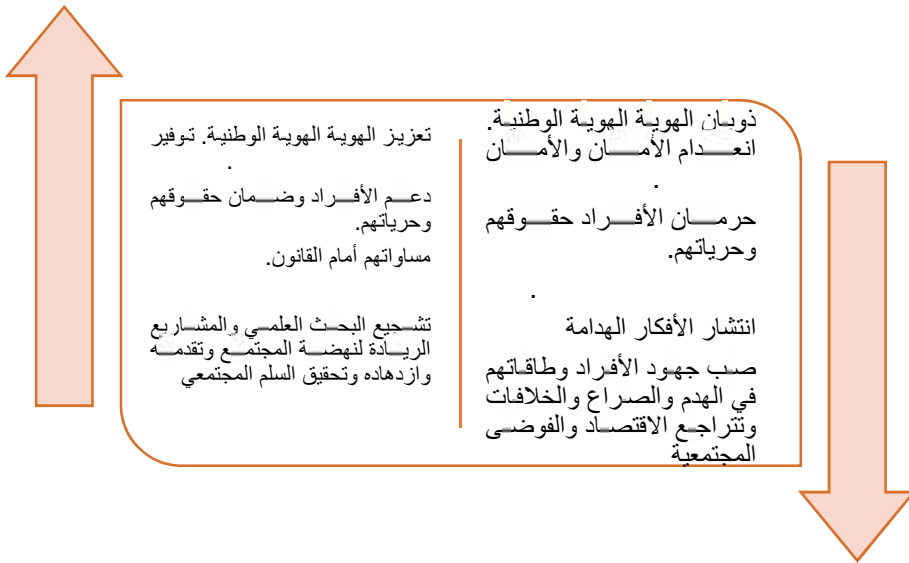 ذوبان الهوية الهوية الوطنية.
انعدام الأمان والأمان
.
حرمان الأفراد حقوقهم
وحرياتهم.
.
انتشار الأفكار الهدامة
صب جهود الأفراد وطاقاتهم
في الهدم والصراع والخلافات
وتتراجع الاقتصاد والفوضى
المجتمعية
تعزيز الهوية الهوية الوطنية. توفير
.
دعم الأفراد وضمان حقوقهم
وحرياتهم.
مساواتهم أمام القانون.
تشجيع البحث العلمي والمشاريع
الريادة لنهضة المجتمع وتقدمه
وازدهاده وتحقيق السلم المجتمعي